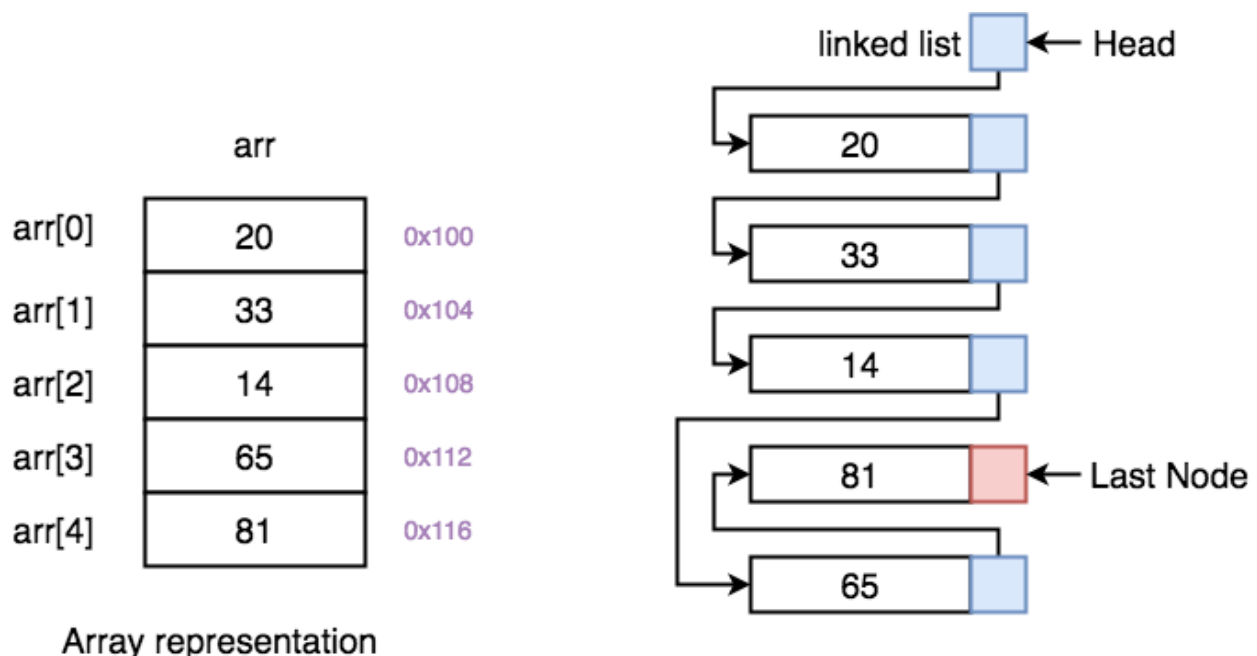 arr
arr[0] 20 0x100
arr[1] 33 0x104
arr[2] 14 0x108
arr[3] 65 0x112
arr[4] 81 0x116
Array representation
linked list Head
20
33
14
81 Last Node
65